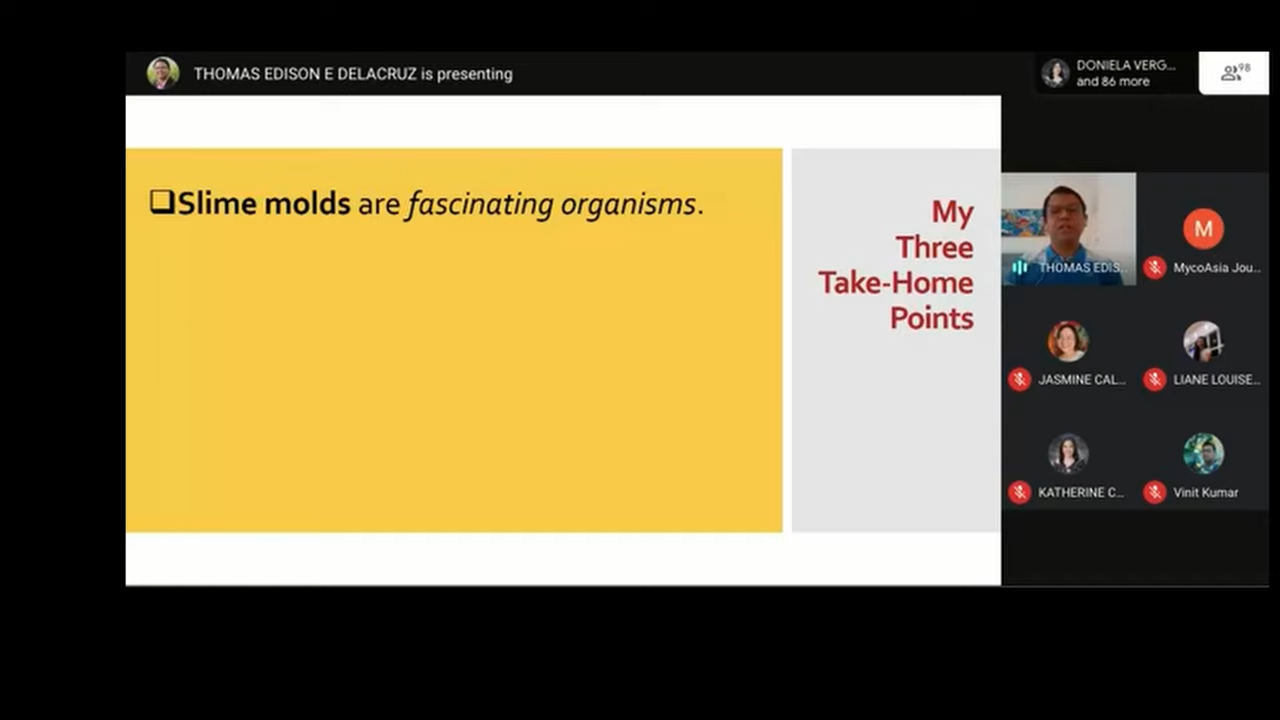 THOMAS EDISON E DELACRUZ is presenting
DONIELA VERG...
and 86 more
98
❑Slime molds are fascinating organisms.
My
Three
Take-Home
Points
THOMAS EDIS...
M
MycoAsia Jou...
JASMINE CAL...
LIANE LOUISE...
KATHERINE C...
Vinit Kumar